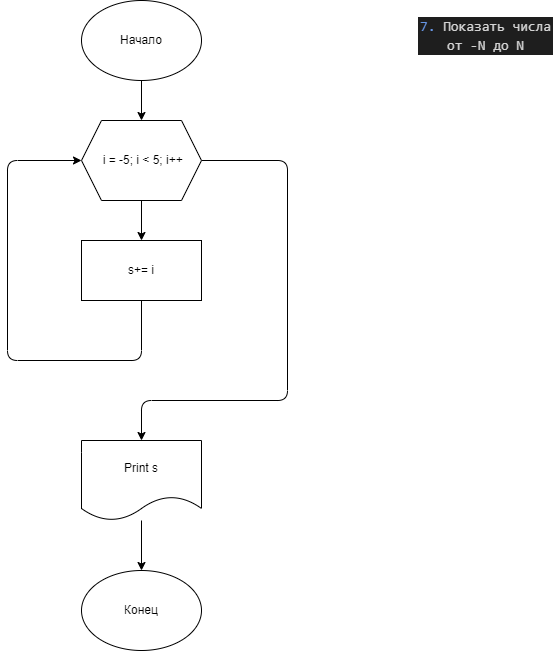 Начало
7. Показать числа
от -N до N
i = -5; i < 5; i++
s+= i
Print s
Конец